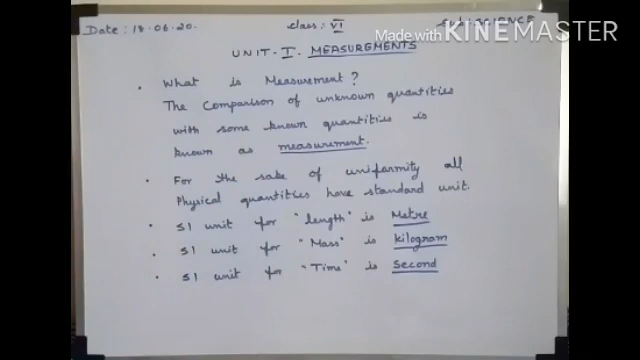 Date: 18.06.20. class: VI Sub: SCIENCE
Made with KINEMASTER
UNIT-I. MEASUREMENTS
• What is Measurement?
The Comparison of unknown quantities
with some known quantities is
known as measurement.
• For the sake of uniformity all
Physical quantities have standard unit.
• SI unit for "length" is Metre
• SI unit for "Mass" is kilogram
• SI unit for "Time" is Second